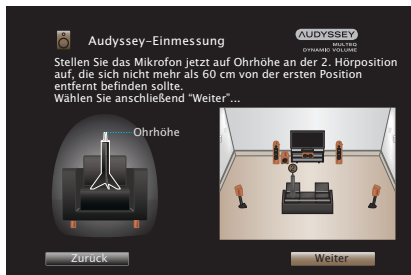 Audyssey-Einmessung
AUDYSSEY
MULTEQ
DYNAMIC VOLUME
Stellen Sie das Mikrofon jetzt auf Ohrhöhe an der 2. Hörposition
auf, die sich nicht mehr als 60 cm von der ersten Position
entfernt befinden sollte.
Wählen Sie anschließend “Weiter”...
Ohrhöhe
Zurück
Weiter